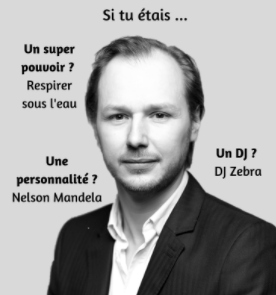 Si tu étais ...
Un super
pouvoir ?
Respirer
sous l'eau
Une
personnalité ?
Nelson Mandela
Un DJ ?
DJ Zebra